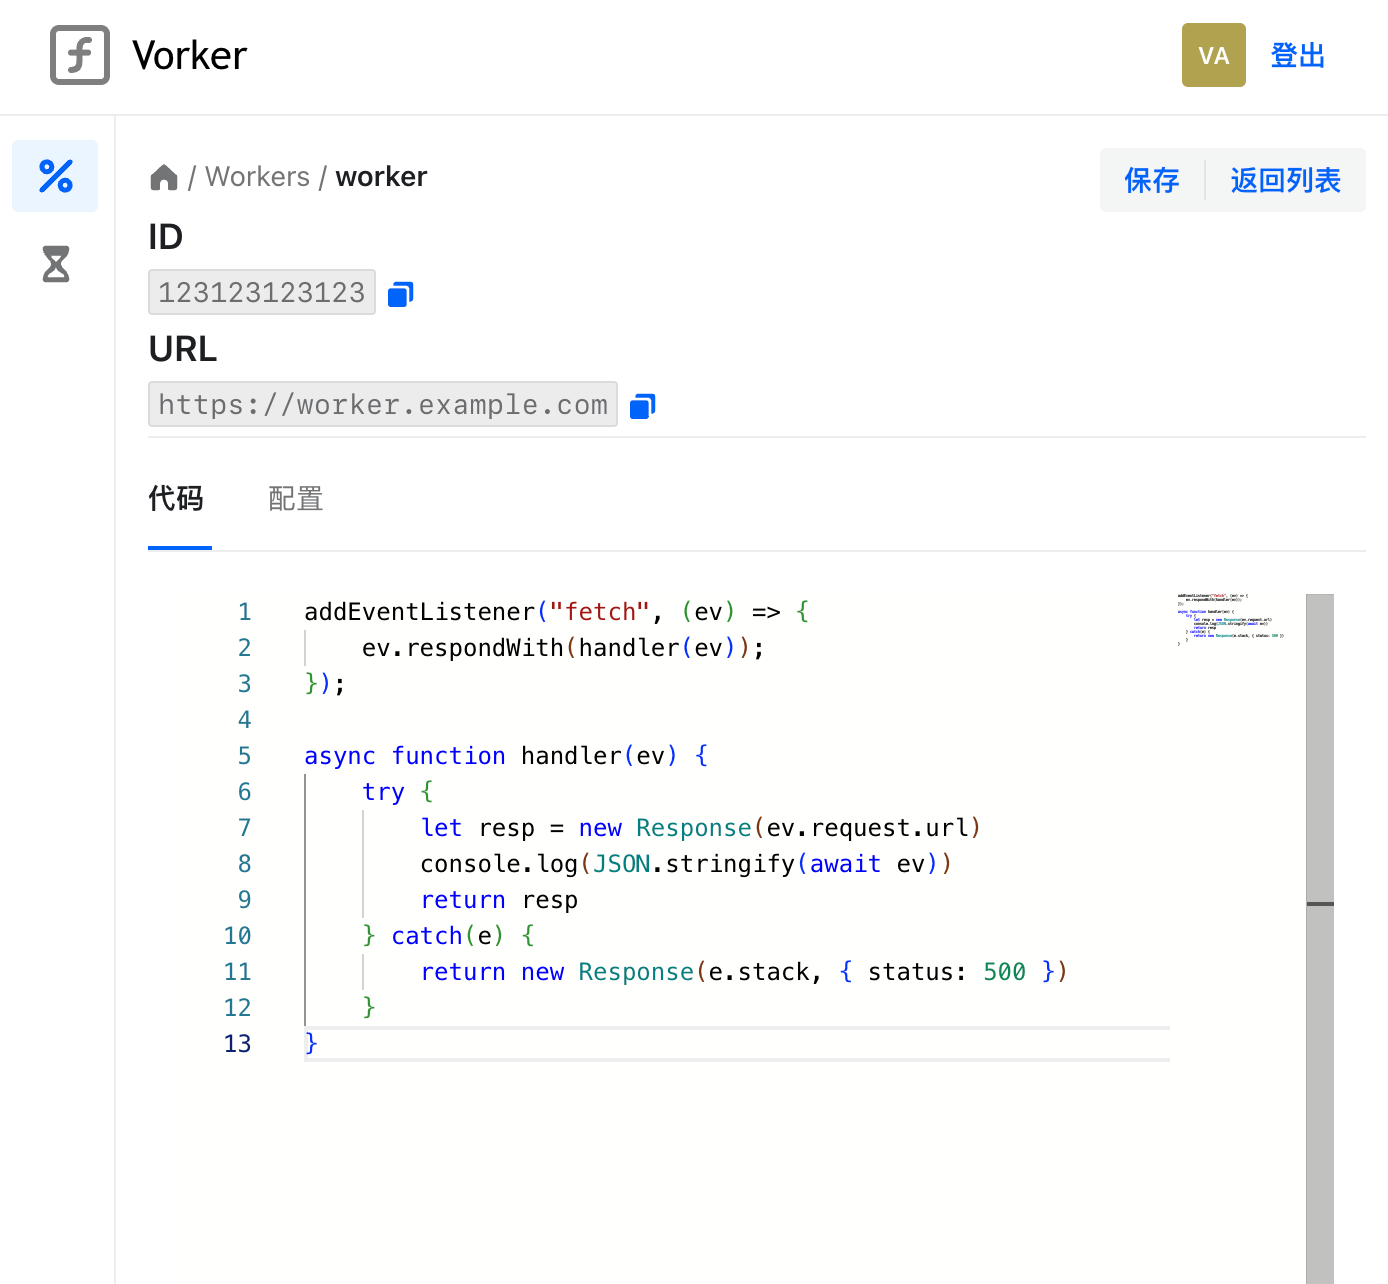 Vorker
VA 登出
/ Workers / worker
保存 返回列表
ID
123123123123
URL
https://worker.example.com
代码 配置
1 addEventListener("fetch", (ev) => {
2     ev.respondWith(handler(ev));
3 });
4
5 async function handler(ev) {
6     try {
7         let resp = new Response(ev.request.url)
8         console.log(JSON.stringify(await ev))
9         return resp
10     } catch(e) {
11         return new Response(e.stack, { status: 500 })
12     }
13 }